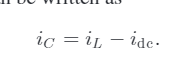 n be written as
i_C = i_L − i_dc.